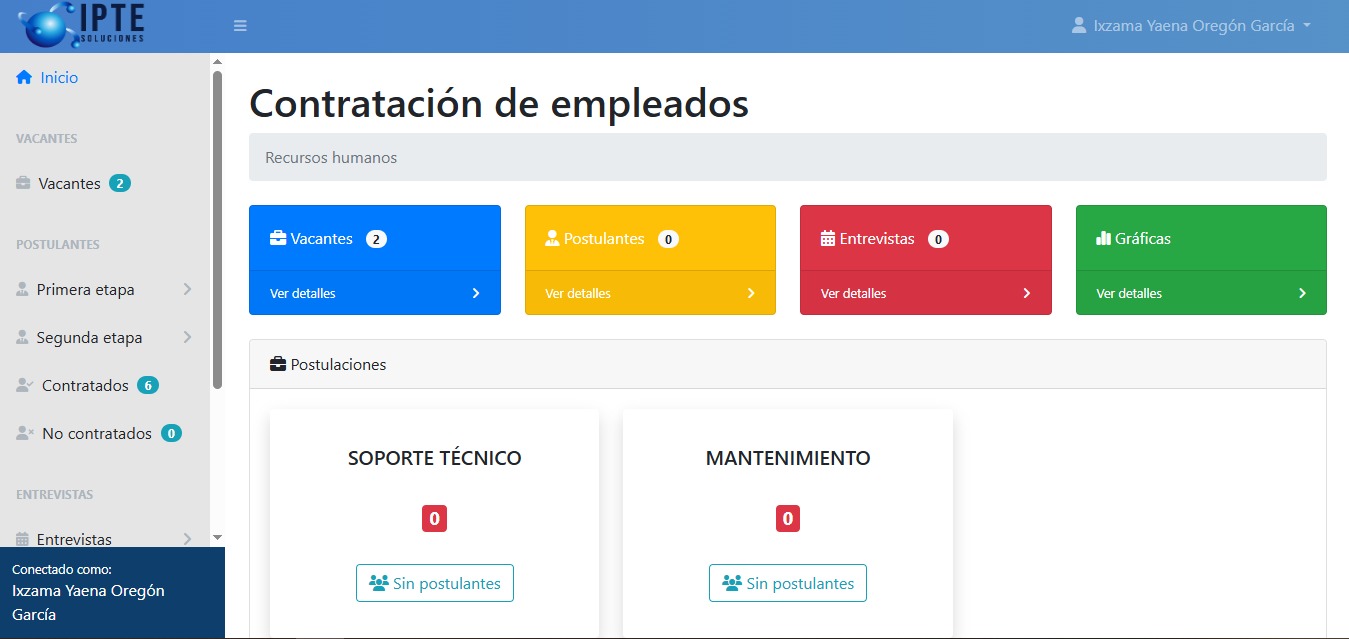 IPTE
SOLUCIONES
Ixzama Yaena Oregón García
Inicio
VACANTES
Vacantes 2
POSTULANTES
Primera etapa
Segunda etapa
Contratados 6
No contratados 0
ENTREVISTAS
Entrevistas
Conectado como:
Ixzama Yaena Oregón
García
Contratación de empleados
Recursos humanos
Vacantes 2
Ver detalles
Postulantes 0
Ver detalles
Entrevistas 0
Ver detalles
Gráficas
Ver detalles
Postulaciones
SOPORTE TÉCNICO
0
Sin postulantes
MANTENIMIENTO
0
Sin postulantes